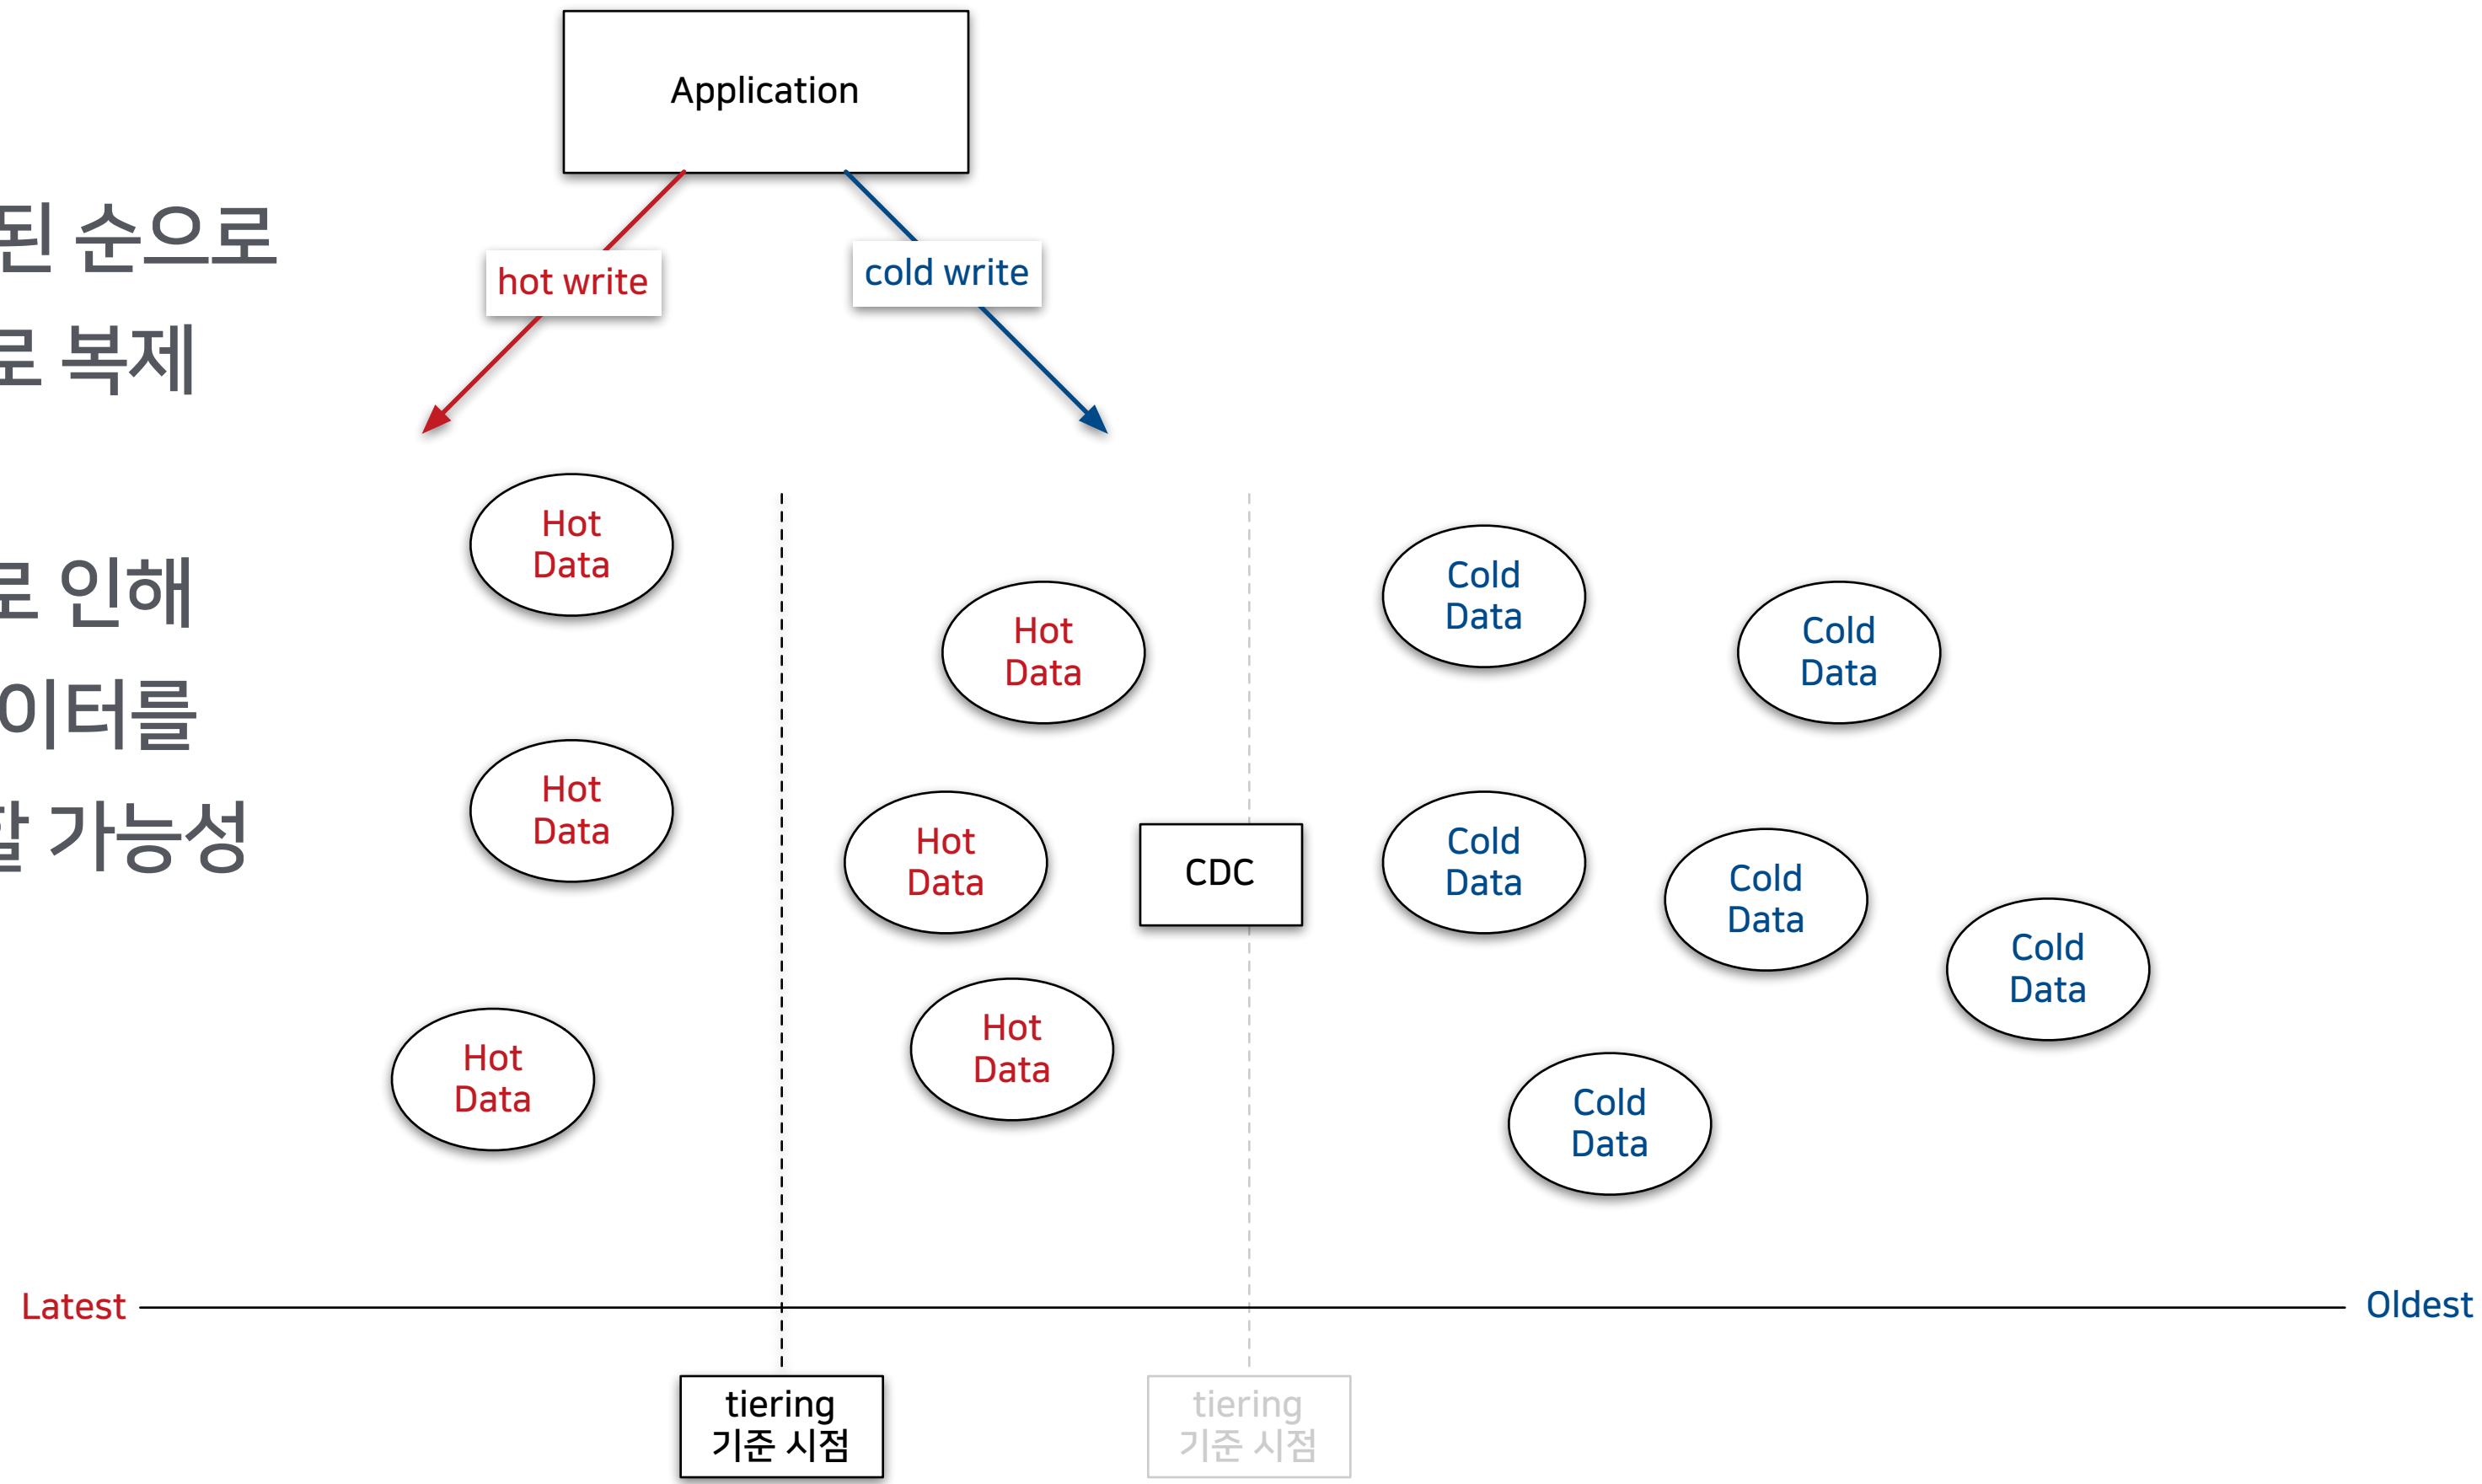 Application
된 순으로
로 복제
hot write
cold write
로 인해
이터를
할 가능성
Hot
Data
Hot
Data
Cold
Data
Cold
Data
Hot
Data
Hot
Data
CDC
Cold
Data
Cold
Data
Cold
Data
Hot
Data
Hot
Data
Cold
Data
Latest
Oldest
tiering
기준 시점
tiering
기준 시점